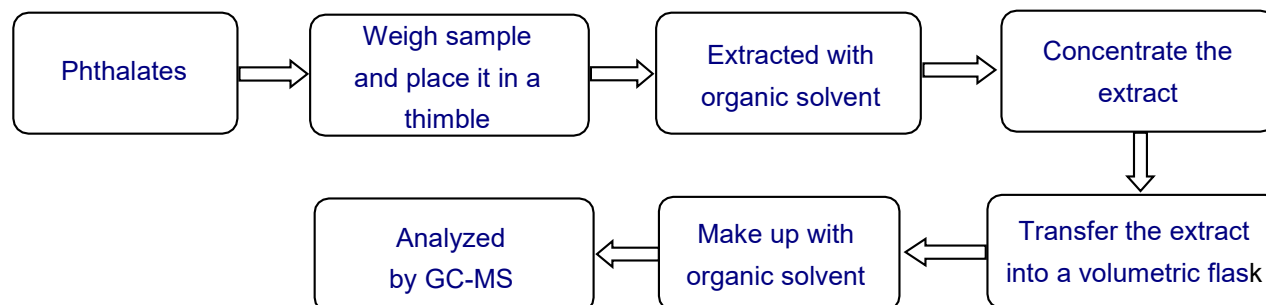 Phthalates
Weigh sample
and place it in a
thimble
Extracted with
organic solvent
Concentrate the
extract
Transfer the extract
into a volumetric flask
Make up with
organic solvent
Analyzed
by GC-MS